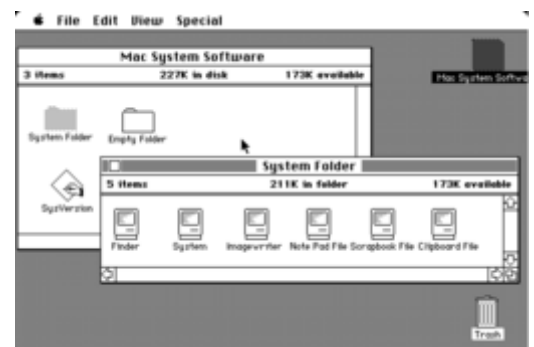 File Edit View Special
Mac System Software
3 items 227K in disk 173K available
Mac System Softwa
System Folder
Empty Folder
SysVersion
System Folder
5 items 211K in folder 173K available
Finder System Imagewriter Note Pad File Scrapbook File Clipboard File
Trash